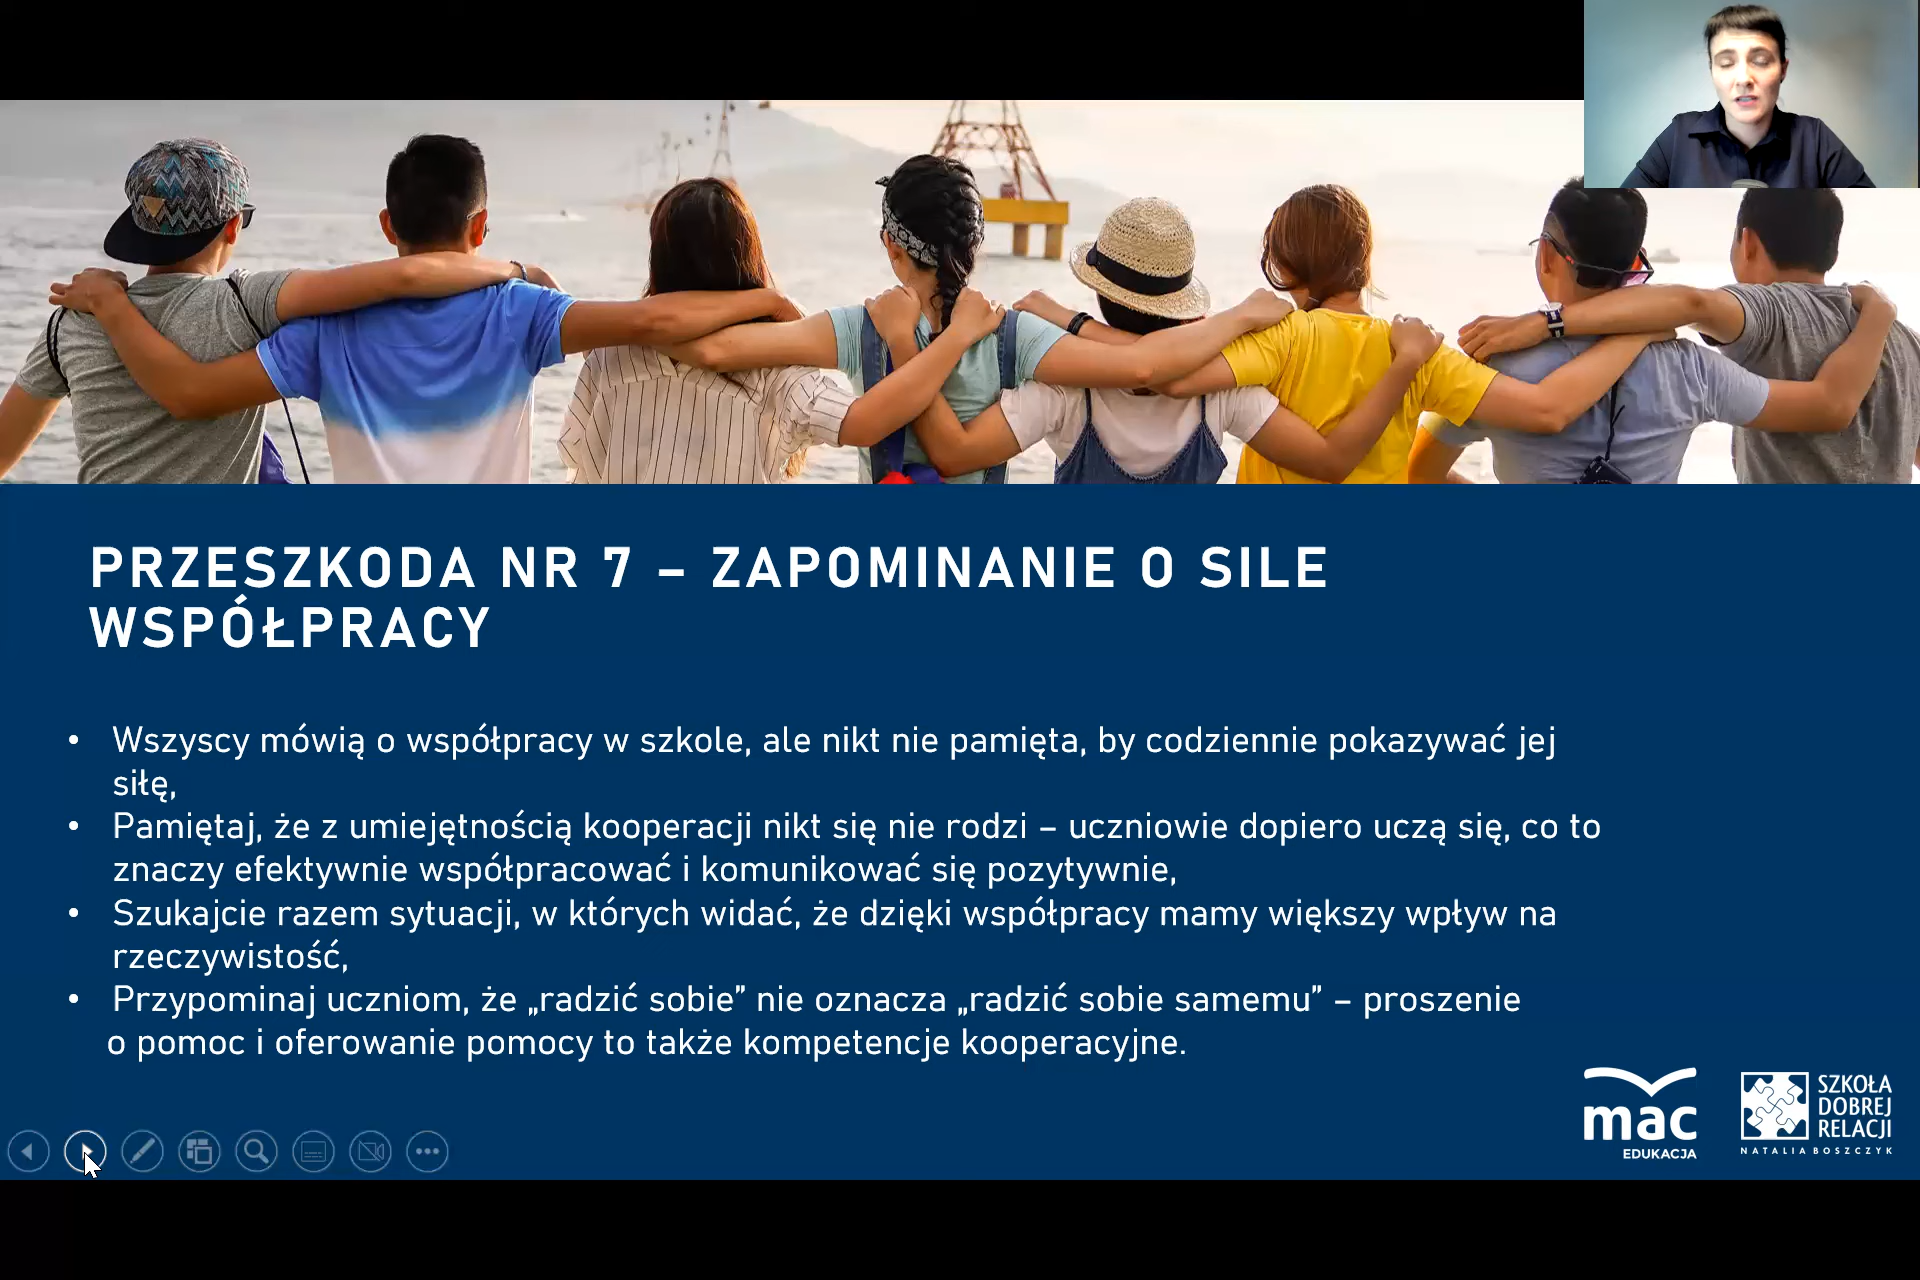 PRZESZKODA NR 7 – ZAPOMINANIE O SILE
WSPÓŁPRACY
• Wszyscy mówią o współpracy w szkole, ale nikt nie pamięta, by codziennie pokazywać jej
siłę,
• Pamiętaj, że z umiejętnością kooperacji nikt się nie rodzi – uczniowie dopiero uczą się, co to
znaczy efektywnie współpracować i komunikować się pozytywnie,
• Szukajcie razem sytuacji, w których widać, że dzięki współpracy mamy większy wpływ na
rzeczywistość,
• Przypominaj uczniom, że „radzić sobie” nie oznacza „radzić sobie samemu” – proszenie
o pomoc i oferowanie pomocy to także kompetencje kooperacyjne.
mac
EDUKACJA
SZKOŁA
DOBREJ
RELACJI
NATALIA BOSZCZYK